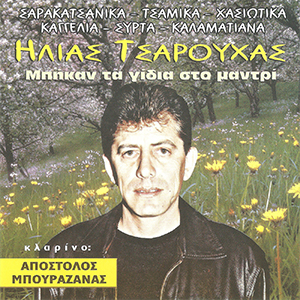 ΣΑΡΑΚΑΤΣΑΝΙΚΑ - ΤΣΑΜΙΚΑ - ΧΑΣΙΩΤΙΚΑ
ΚΑΓΓΕΛΙΑ - ΣΥΡΤΑ - ΚΑΛΑΜΑΤΙΑΝΑ
ΗΛΙΑΣ ΤΣΑΡΟΥΧΑΣ
Μπήκαν τα γίδια στο μαντρί
κλαρίνο:
ΑΠΟΣΤΟΛΟΣ
ΜΠΟΥΡΑΖΑΝΑΣ